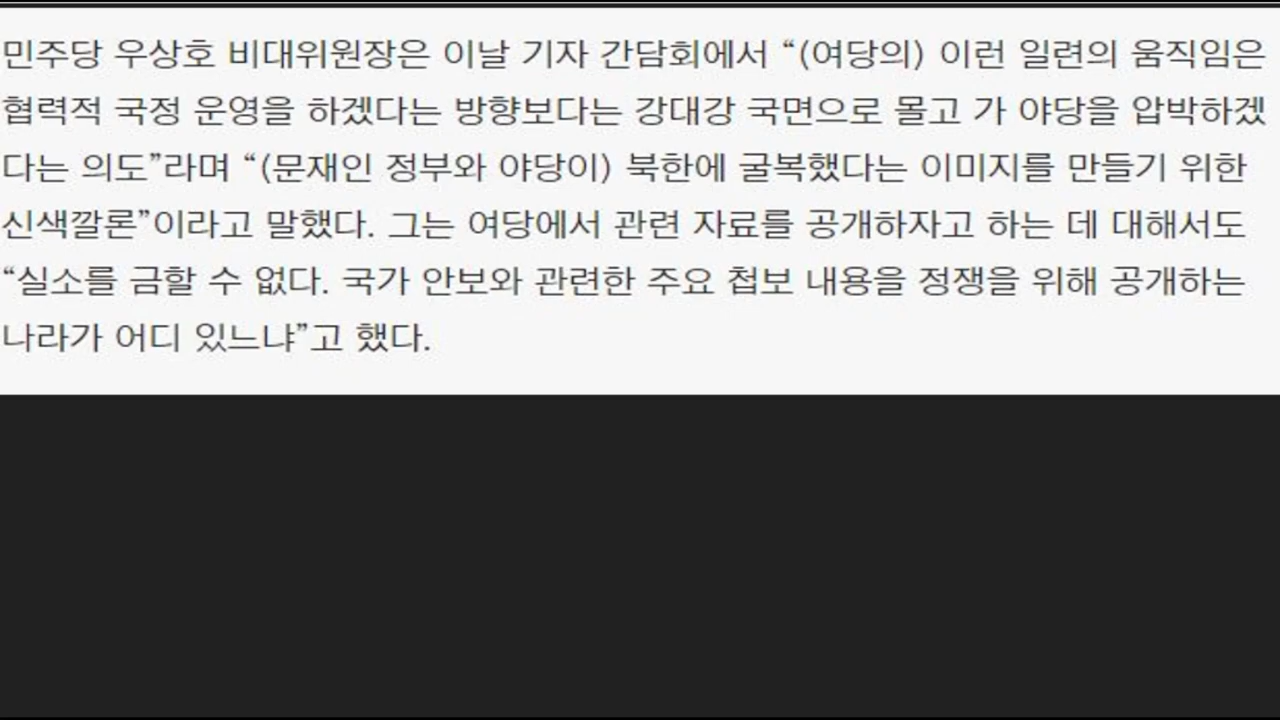 민주당 우상호 비대위원장은 이날 기자 간담회에서 “(여당의) 이런 일련의 움직임은
협력적 국정 운영을 하겠다는 방향보다는 강대강 국면으로 몰고 가 야당을 압박하겠
다는 의도”라며 “(문재인 정부와 야당이) 북한에 굴복했다는 이미지를 만들기 위한
신색깔론”이라고 말했다. 그는 여당에서 관련 자료를 공개하자고 하는 데 대해서도
“실소를 금할 수 없다. 국가 안보와 관련한 주요 첩보 내용을 정쟁을 위해 공개하는
나라가 어디 있느냐”고 했다.